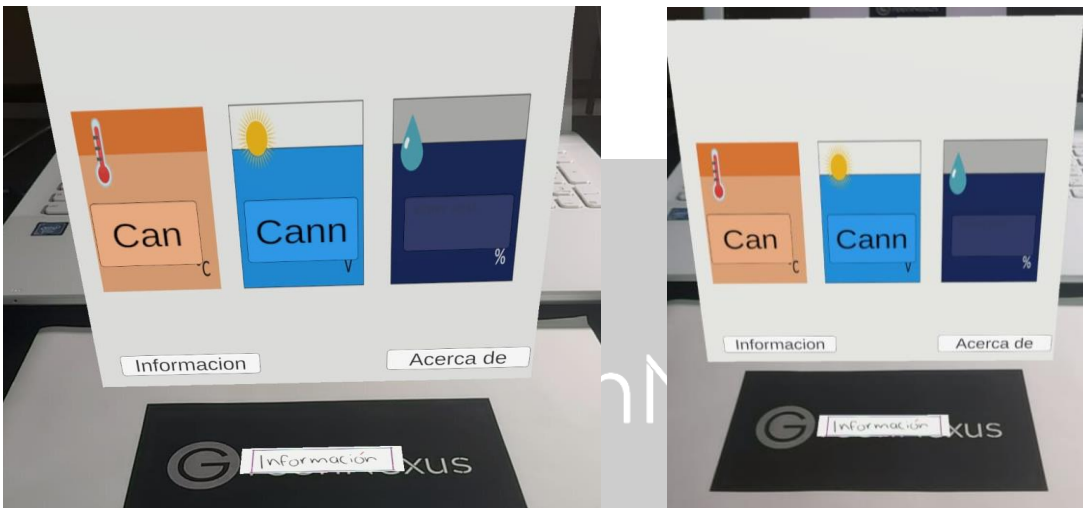 Can
Cann
°C
V
%
Informacion
Acerca de
Información
xus
Can
Cann
°C
V
%
Informacion
Acerca de
Información
xus